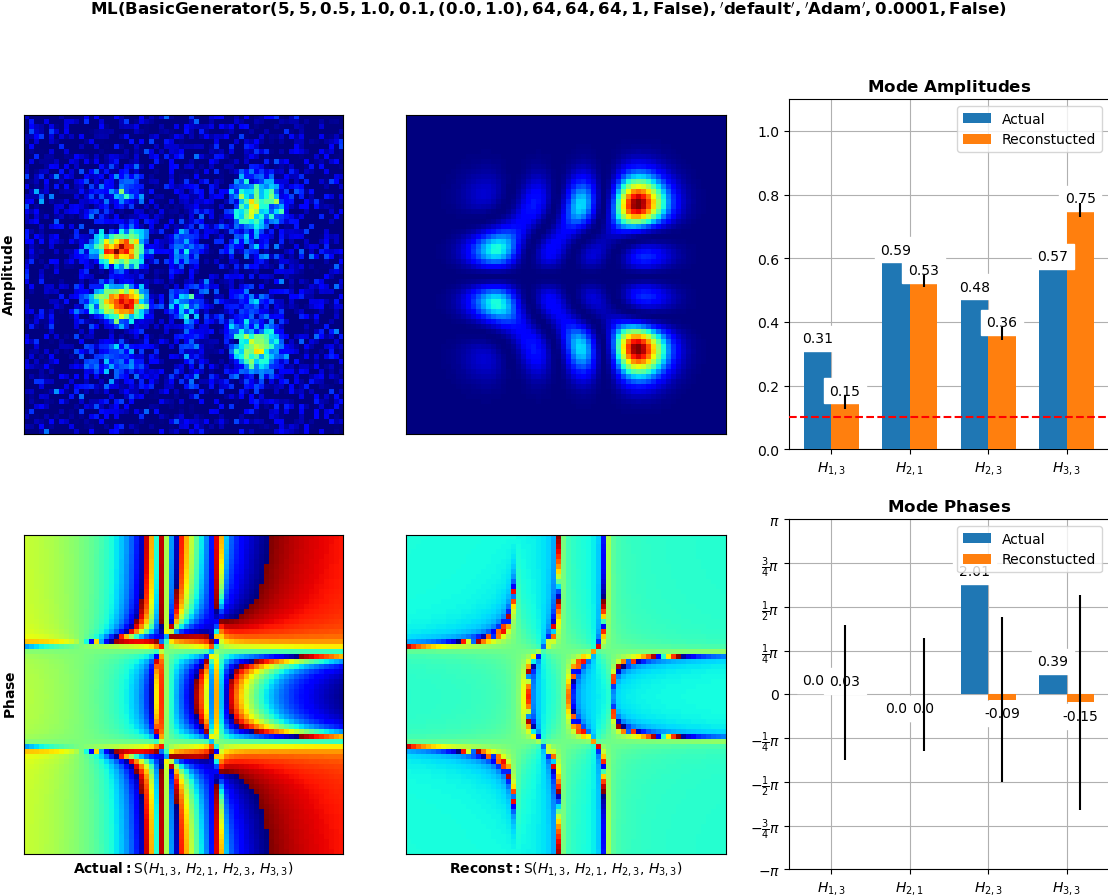 ML(BasicGenerator(5, 5, 0.5, 1.0, 0.1, (0.0, 1.0), 64, 64, 64, 1, False), ′default′, ′Adam′, 0.0001, False)
Amplitude
Mode Amplitudes
Actual
Reconstucted
1.0
0.8
0.6
0.4
0.2
0.0
0.31
0.15
0.59
0.53
0.48
0.36
0.57
0.75
H1,3
H2,1
H2,3
H3,3
Phase
Actual: S(H1,3, H2,1, H2,3, H3,3)
Reconst: S(H1,3, H2,1, H2,3, H3,3)
Mode Phases
Actual
Reconstucted
π
3/4π
1/2π
1/4π
0
−1/4π
−1/2π
−3/4π
−π
0.0
0.03
0.0
0.0
2.01
-0.09
0.39
-0.15
H1,3
H2,1
H2,3
H3,3